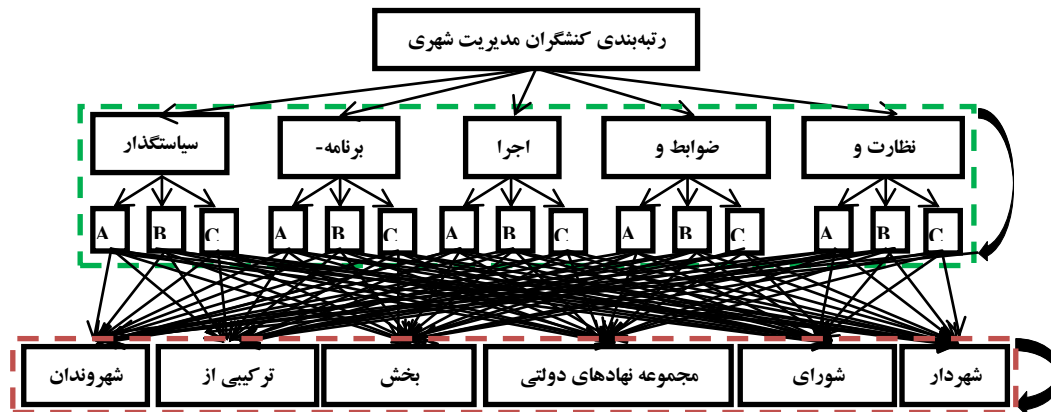 رتبه‌بندی کنشگران مدیریت شهری
نظارت و
ضوابط و
اجرا
برنامه-
سیاستگذار
A B C A B C A B C A B C A B C
شهردار
شورای
مجموعه نهادهای دولتی
بخش
ترکیبی از
شهروندان